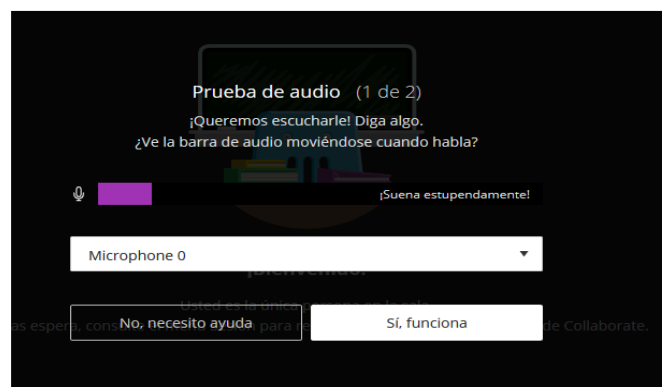 Prueba de audio (1 de 2)
¡Queremos escucharle! Diga algo.
¿Ve la barra de audio moviéndose cuando habla?
¡Suena estupendamente!
Microphone 0
¡Bienvenido!
Usted es la única persona en la sala.
No, necesito ayuda
Sí, funciona
as espera, para re de Collaborate.